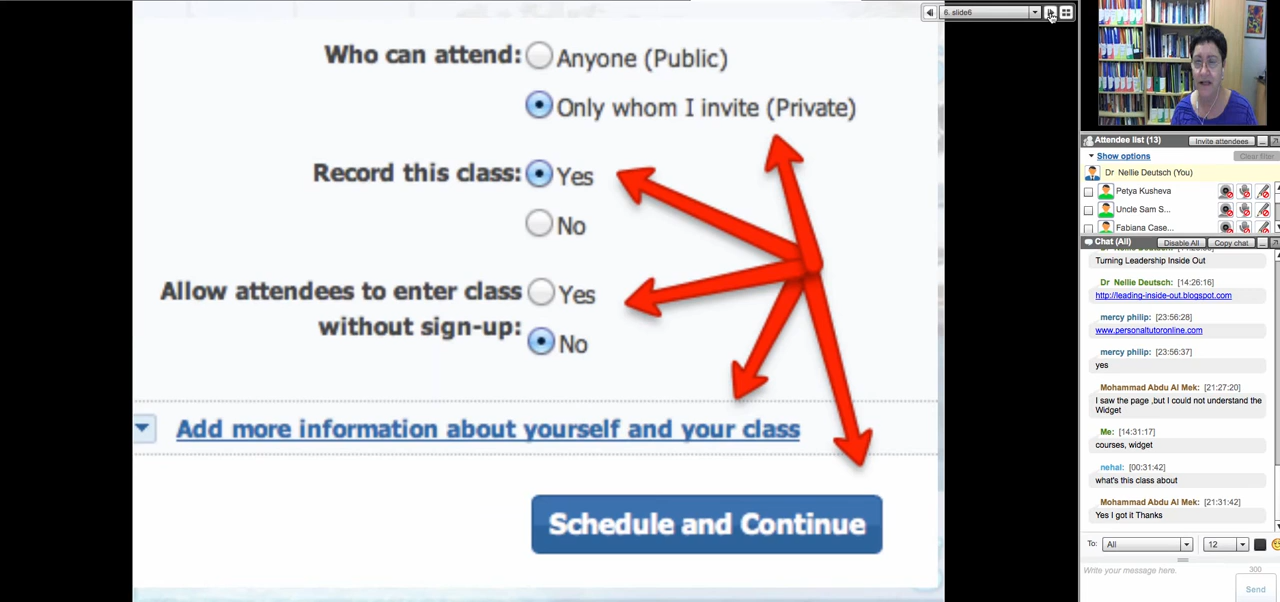 6. slide6
Who can attend:
Anyone (Public)
Only whom I invite (Private)
Record this class:
Yes
No
Allow attendees to enter class
without sign-up:
Yes
No
Add more information about yourself and your class
Schedule and Continue
Attendee list (13)
Invite attendees
Show options
Clear filter
Dr Nellie Deutsch (You)
Petya Kusheva
Uncle Sam S...
Fabiana Case...
Chat (All)
Disable All
Copy chat
Turning Leadership Inside Out
Dr Nellie Deutsch: [14:26:16]
http://leading-inside-out.blogspot.com
mercy philip: [23:56:28]
www.personaltutoronline.com
mercy philip: [23:56:37]
yes
Mohammad Abdu Al Mek: [21:27:20]
I saw the page ,but I could not understand the
Widget
Me: [14:31:17]
courses, widget
nehal: [00:31:42]
what's this class about
Mohammad Abdu Al Mek: [21:31:42]
Yes I got it Thanks
To:
All
12
Write your message here.
300
Send